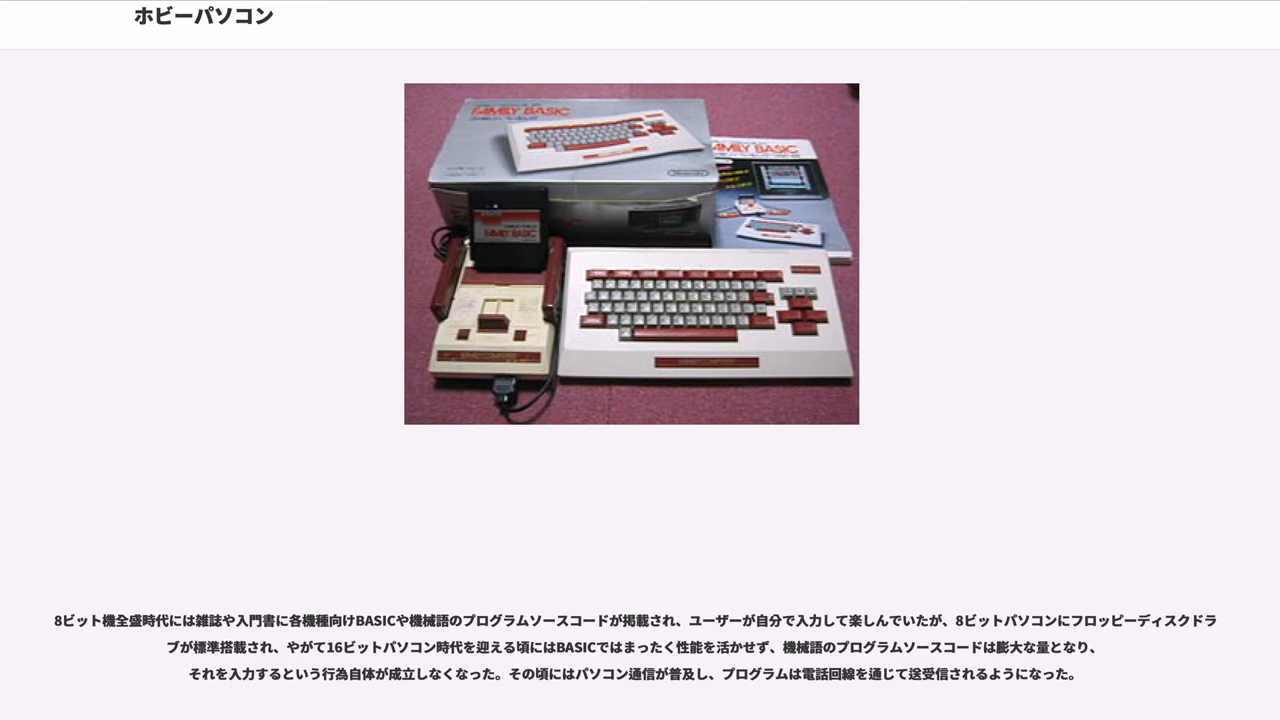 ホビーパソコン
FAMILY BASIC
FAMILY BASIC
Nintendo
FAMILY BASIC
8ビット機全盛時代には雑誌や入門書に各機種向けBASICや機械語のプログラムソースコードが掲載され、ユーザーが自分で入力して楽しんでいたが、8ビットパソコンにフロッピーディスクドラ
ブが標準搭載され、やがて16ビットパソコン時代を迎える頃にはBASICではまったく性能を活かせず、機械語のプログラムソースコードは膨大な量となり、
それを入力するという行為自体が成立しなくなった。その頃にはパソコン通信が普及し、プログラムは電話回線を通じて送受信されるようになった。